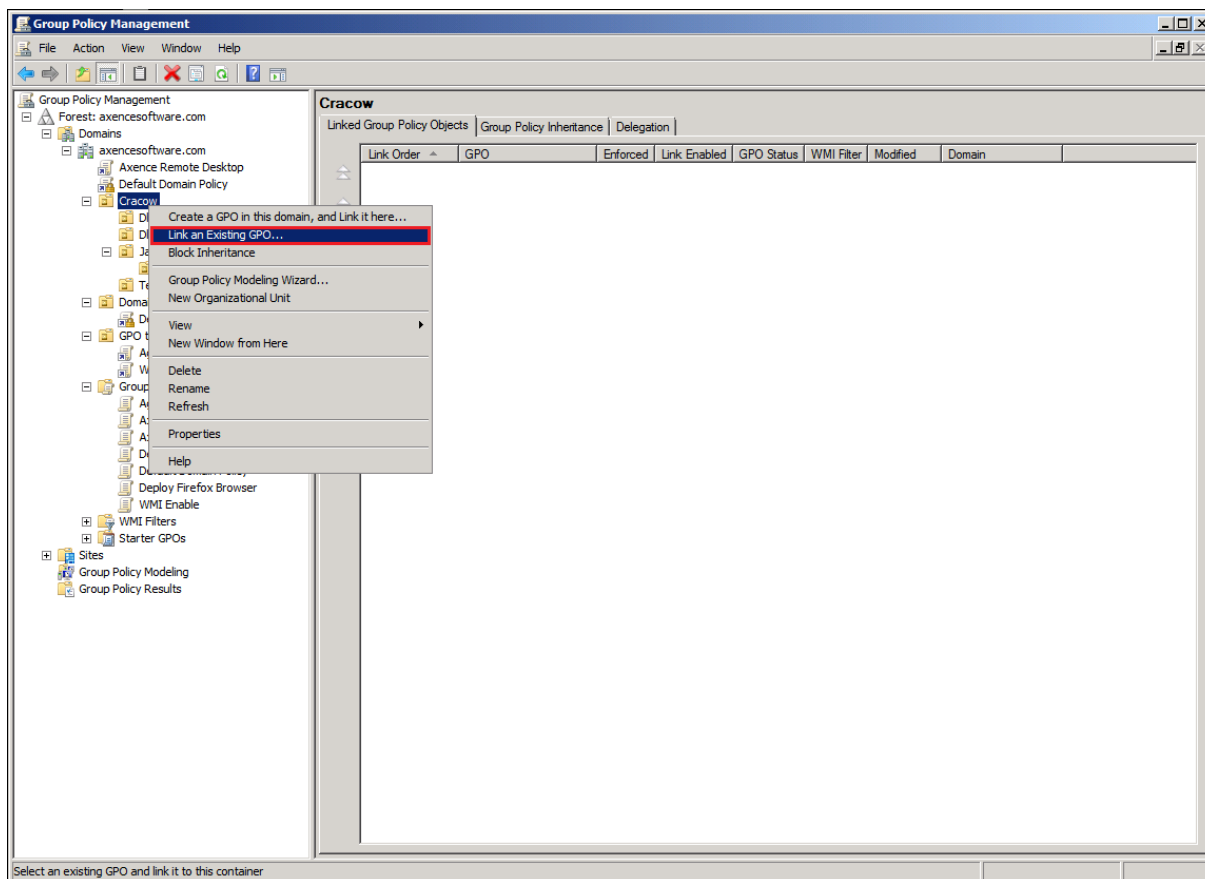 Group Policy Management
File Action View Window Help
Group Policy Management
Forest: axencesoftware.com
Domains
axencesoftware.com
Axence Remote Desktop
Default Domain Policy
Cracow
Doma
GPO
Group
Deploy Firefox Browser
WMI Enable
WMI Filters
Starter GPOs
Sites
Group Policy Modeling
Group Policy Results
Create a GPO in this domain, and Link it here...
Link an Existing GPO...
Block Inheritance
Group Policy Modeling Wizard...
New Organizational Unit
View
New Window from Here
Delete
Rename
Refresh
Properties
Help
Cracow
Linked Group Policy Objects Group Policy Inheritance Delegation
Link Order GPO Enforced Link Enabled GPO Status WMI Filter Modified Domain
Select an existing GPO and link it to this container